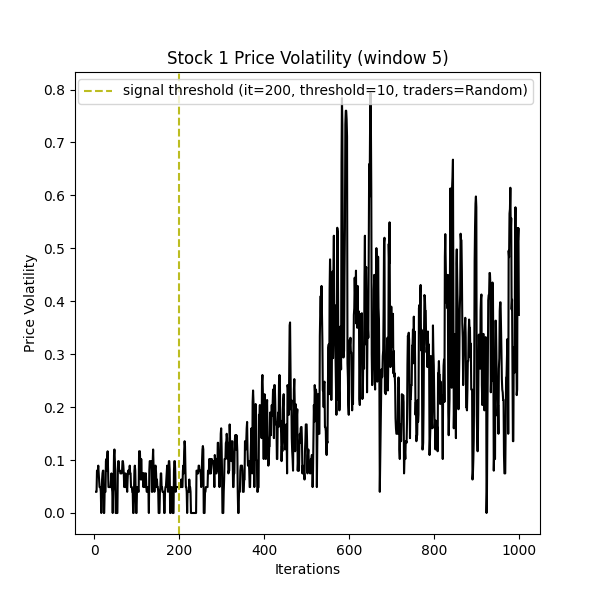 Stock 1 Price Volatility (window 5)
signal threshold (it=200, threshold=10, traders=Random)
Price Volatility
0.8
0.7
0.6
0.5
0.4
0.3
0.2
0.1
0.0
0 200 400 600 800 1000
Iterations